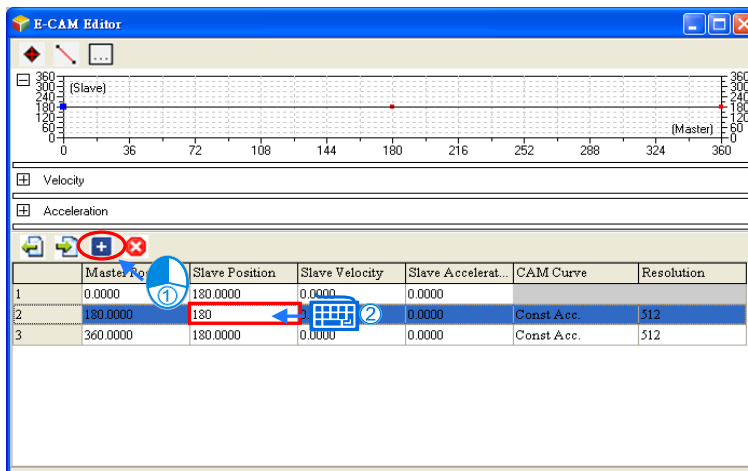 E-CAM Editor
...
360 360
300 (Slave) 300
240 240
180 180
120 120
60 (Master) 60
0 0
0 36 72 108 144 180 216 252 288 324 360
Velocity
Acceleration
Slave Position Slave Velocity Slave Accelerat... CAM Curve Resolution
1 0.0000 180.0000 0.0000 0.0000
①
2 180.0000 180 0.0000 Const Acc. 512
②
3 360.0000 180.0000 0.0000 0.0000 Const Acc. 512